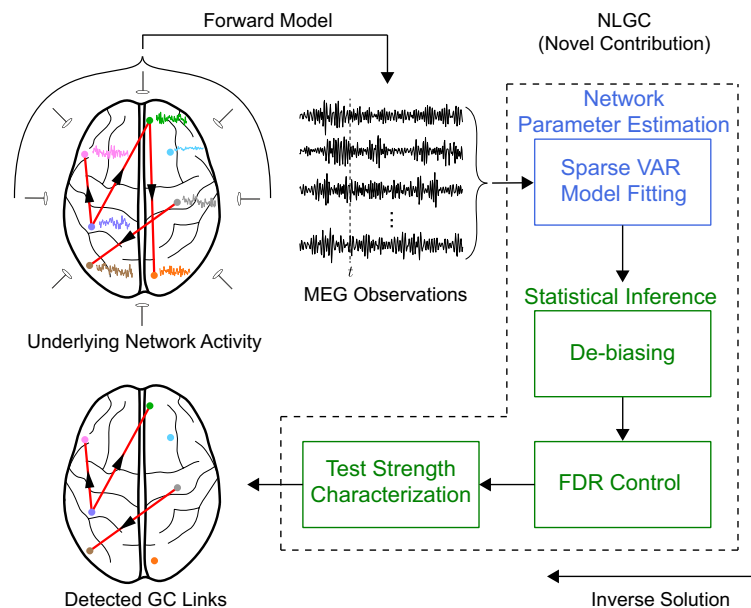 Forward Model
NLGC
(Novel Contribution)
Network
Parameter Estimation
Sparse VAR
Model Fitting
⋮
t
MEG Observations
Underlying Network Activity
Statistical Inference
De-biasing
FDR Control
Test Strength
Characterization
Detected GC Links
Inverse Solution